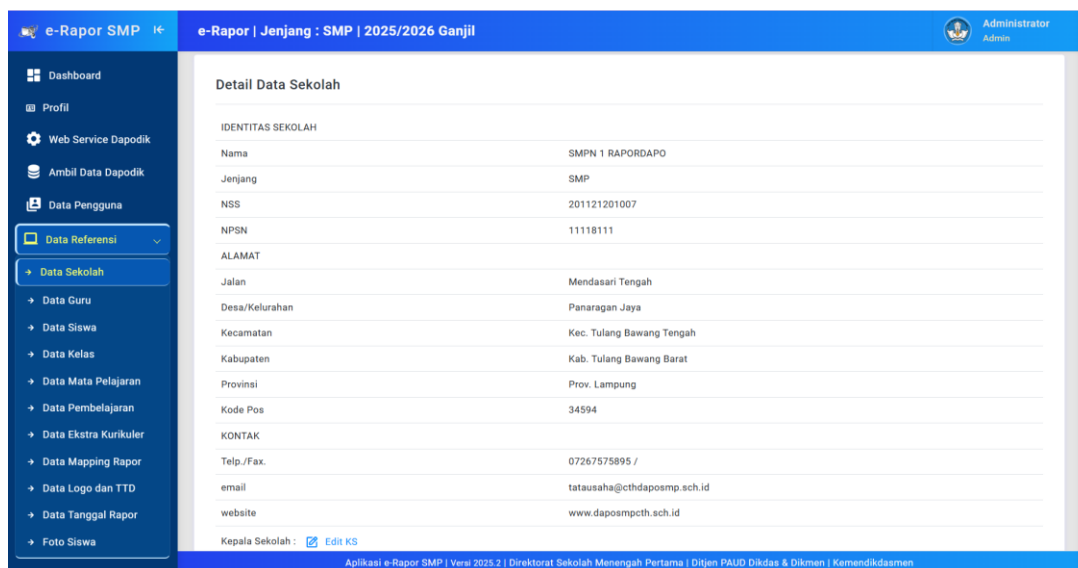 e-Rapor SMP
e-Rapor | Jenjang : SMP | 2025/2026 Ganjil
Administrator
Admin
Dashboard
Profil
Web Service Dapodik
Ambil Data Dapodik
Data Pengguna
Data Referensi
Data Sekolah
Data Guru
Data Siswa
Data Kelas
Data Mata Pelajaran
Data Pembelajaran
Data Ekstra Kurikuler
Data Mapping Rapor
Data Logo dan TTD
Data Tanggal Rapor
Foto Siswa
Detail Data Sekolah
IDENTITAS SEKOLAH
Nama SMPN 1 RAPORDAPO
Jenjang SMP
NSS 201121201007
NPSN 11118111
ALAMAT
Jalan Mendasari Tengah
Desa/Kelurahan Panaragan Jaya
Kecamatan Kec. Tulang Bawang Tengah
Kabupaten Kab. Tulang Bawang Barat
Provinsi Prov. Lampung
Kode Pos 34594
KONTAK
Telp./Fax. 07267575895 /
email tatausaha@cthdaposmp.sch.id
website www.daposmpcth.sch.id
Kepala Sekolah : Edit KS
Aplikasi e-Rapor SMP | Versi 2025.2 | Direktorat Sekolah Menengah Pertama | Ditjen PAUD Dikdas & Dikmen | Kemendikdasmen